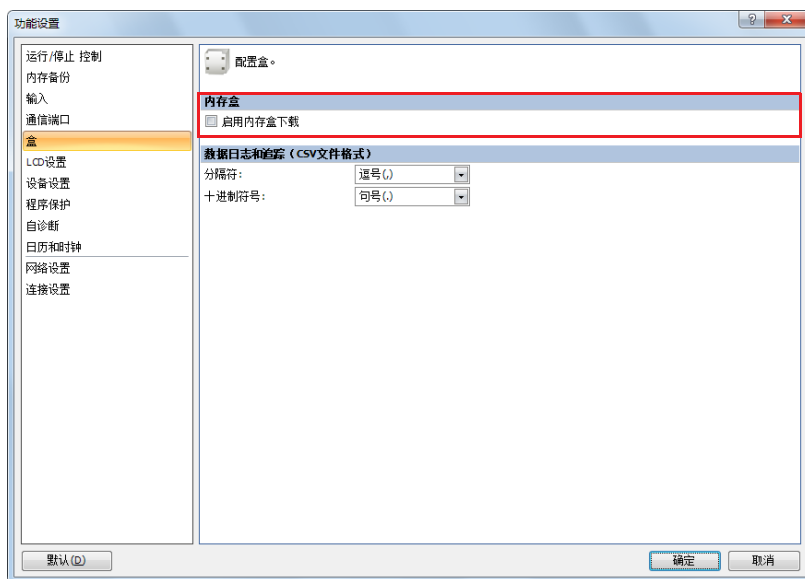 功能设置
运行/停止 控制
内存备份
输入
通信端口
盒
LCD设置
设备设置
程序保护
自诊断
日历和时钟
网络设置
连接设置
配置盒。
内存盒
启用内存盒下载
数据日志和追踪（CSV文件格式）
分隔符: 逗号(,)
十进制符号: 句号(.)
默认(D)
确定
取消